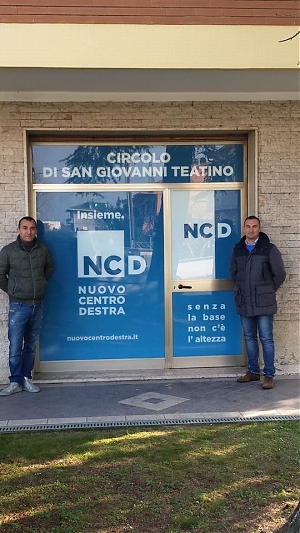 CIRCOLO
DI SAN GIOVANNI TEATINO
Insieme.
NCD
NUOVO
CENTRO
DESTRA
nuovocentrodestra.it
NCD
senza
la base
non c'è
l'altezza